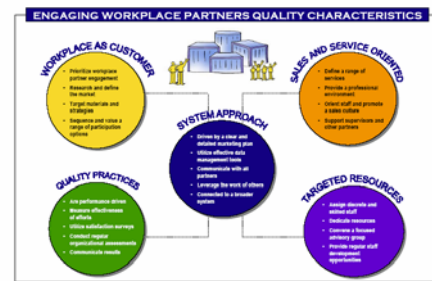 ENGAGING WORKPLACE PARTNERS QUALITY CHARACTERISTICS
WORKPLACE AS CUSTOMER
• Prioritize workplace
partner engagement
• Research and define
the market
• Target materials and
strategies
• Sequence and value a
range of participation
options
SALES AND SERVICE ORIENTED
• Define a range of
services
• Provide a professional
environment
• Orient staff and promote
a sales culture
• Support supervisors and
other partners
SYSTEM APPROACH
• Driven by a clear and
detailed marketing plan
• Utilize effective data
management tools
• Communicate with all
partners
• Leverage the work of others
• Connected to a broader
system
QUALITY PRACTICES
• Are performance driven
• Measure effectiveness
of efforts
• Utilize satisfaction surveys
• Conduct regular
organizational assessments
• Communicate results
TARGETED RESOURCES
• Assign discrete and
skilled staff
• Dedicate resources
• Convene a focused
advisory group
• Provide regular staff
development
opportunities